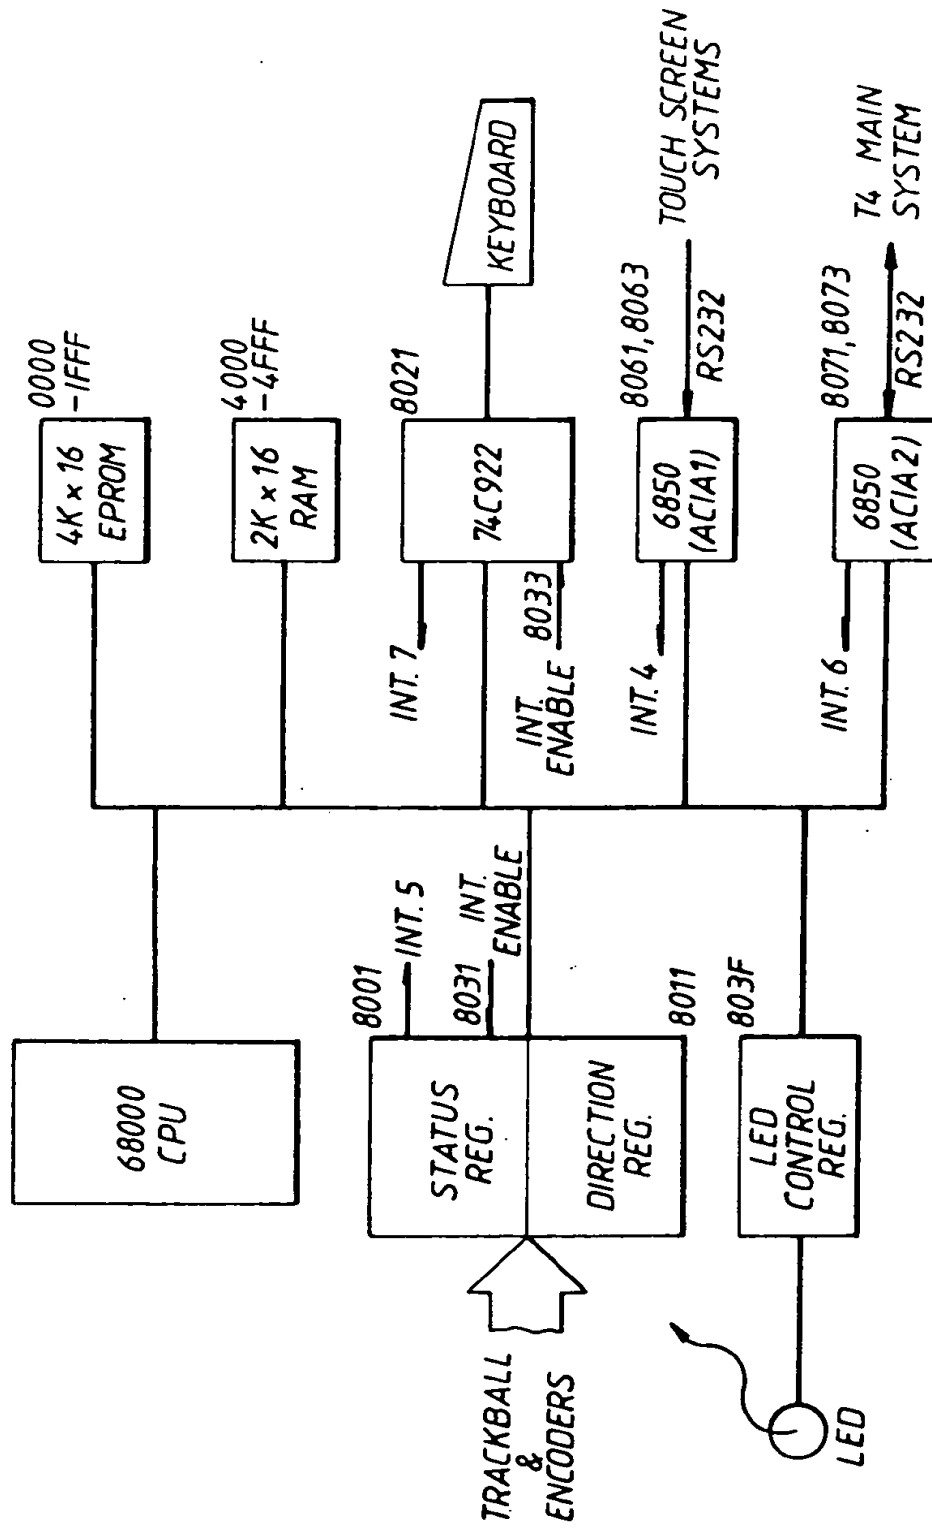 68000
CPU
4K × 16
EPROM
0000
-1FFF
2K × 16
RAM
4000
-4FFF
TRACKBALL
&
ENCODERS
STATUS
REG.
DIRECTION
REG.
8001
INT. 5
8031
INT.
ENABLE
8011
INT. 7
74C922
8021
INT.
ENABLE
8033
KEYBOARD
INT. 4
6850
(ACIA1)
8061,8063
RS232
TOUCH SCREEN
SYSTEMS
LED
LED
CONTROL
REG.
803F
INT. 6
6850
(ACIA2)
8071,8073
RS232
T4 MAIN
SYSTEM